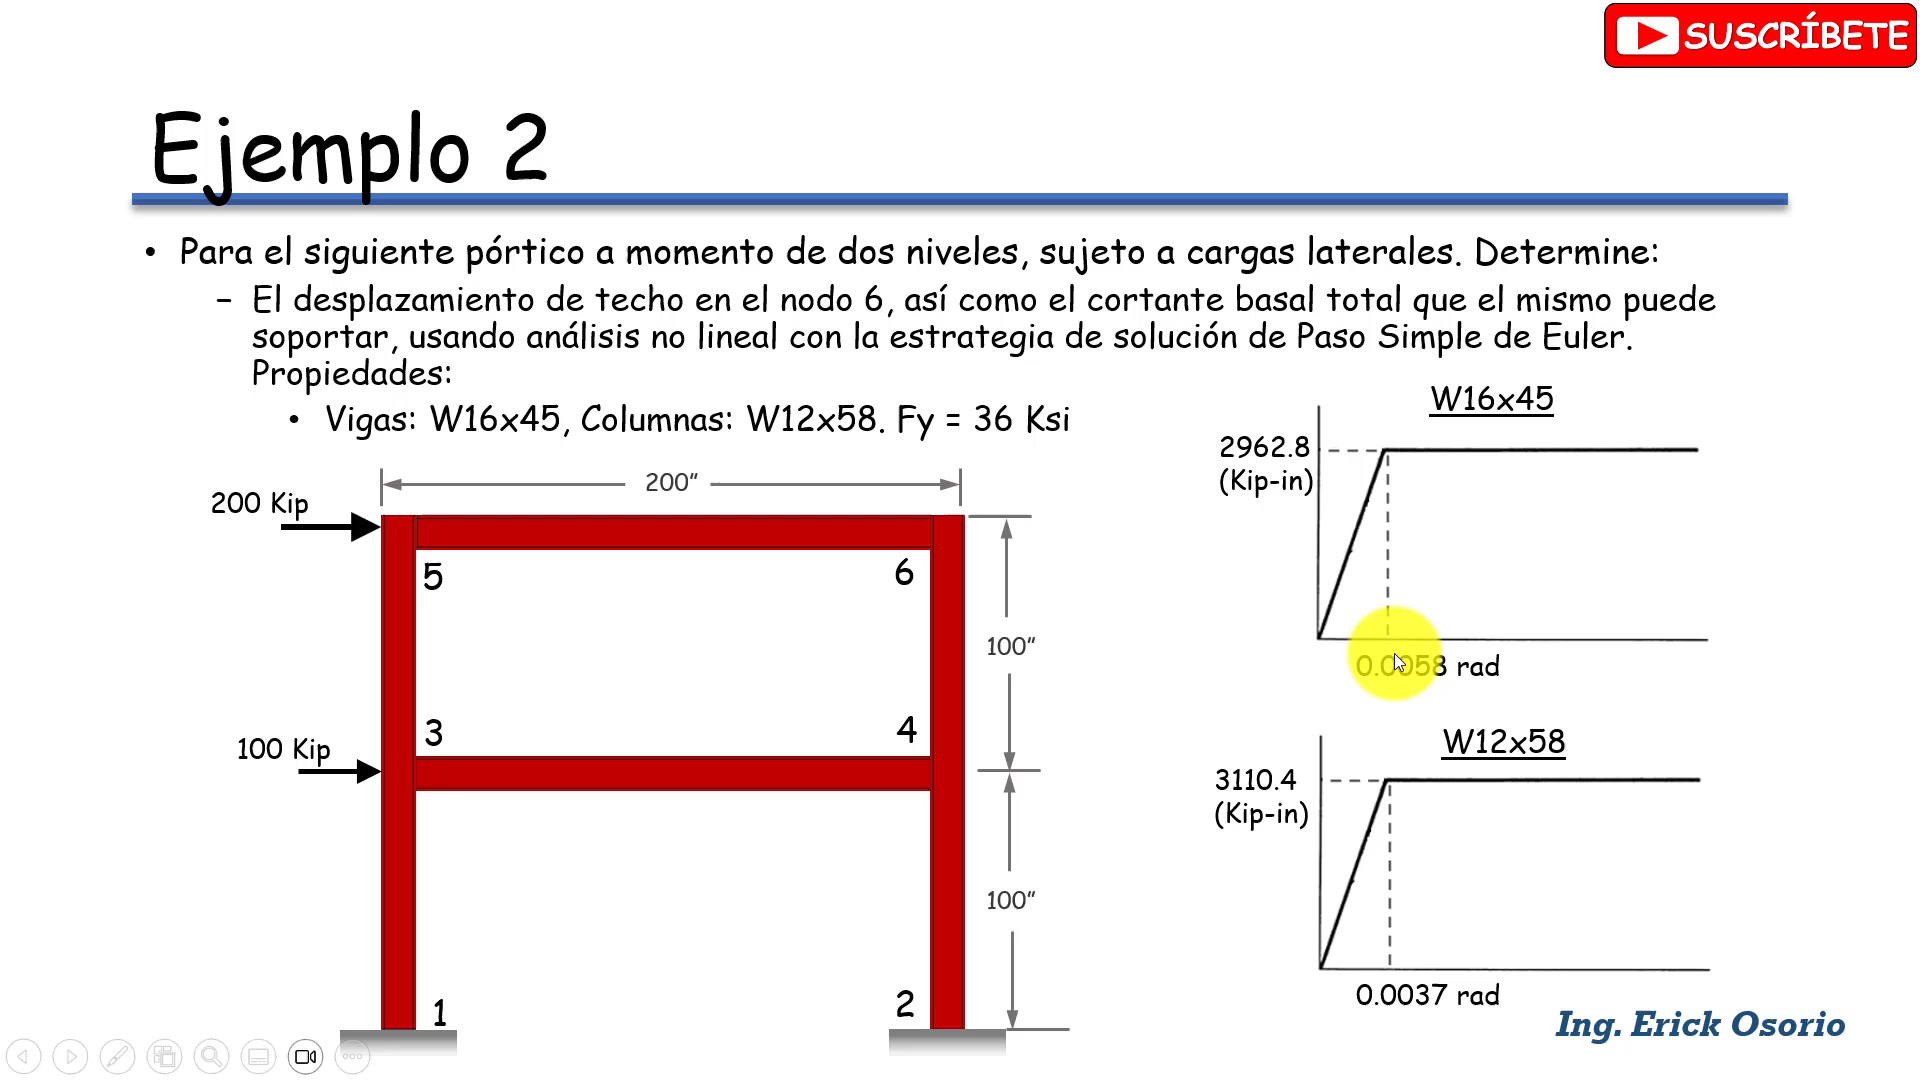 SUSCRÍBETE
Ejemplo 2
• Para el siguiente pórtico a momento de dos niveles, sujeto a cargas laterales. Determine:
– El desplazamiento de techo en el nodo 6, así como el cortante basal total que el mismo puede
soportar, usando análisis no lineal con la estrategia de solución de Paso Simple de Euler.
Propiedades:
• Vigas: W16x45, Columnas: W12x58. Fy = 36 Ksi
W16x45
2962.8
(Kip-in)
0.0058 rad
200"
200 Kip
5
6
100"
3
4
100 Kip
100"
1
2
W12x58
3110.4
(Kip-in)
0.0037 rad
Ing. Erick Osorio